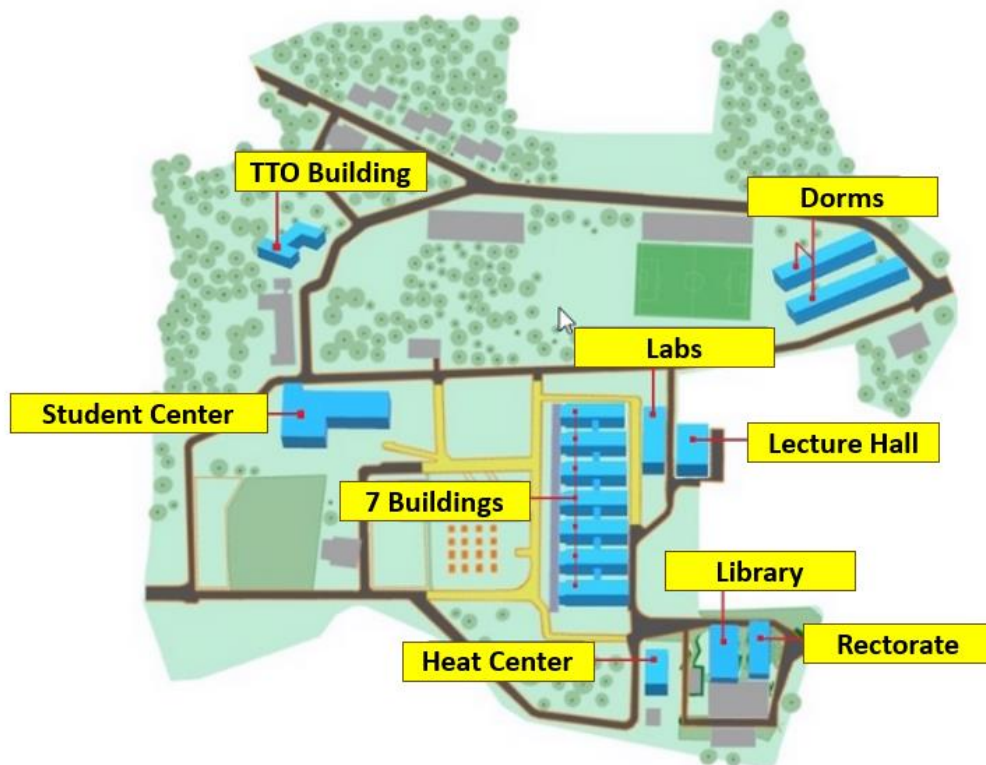 TTO Building
Dorms
Labs
Student Center
Lecture Hall
7 Buildings
Library
Rectorate
Heat Center